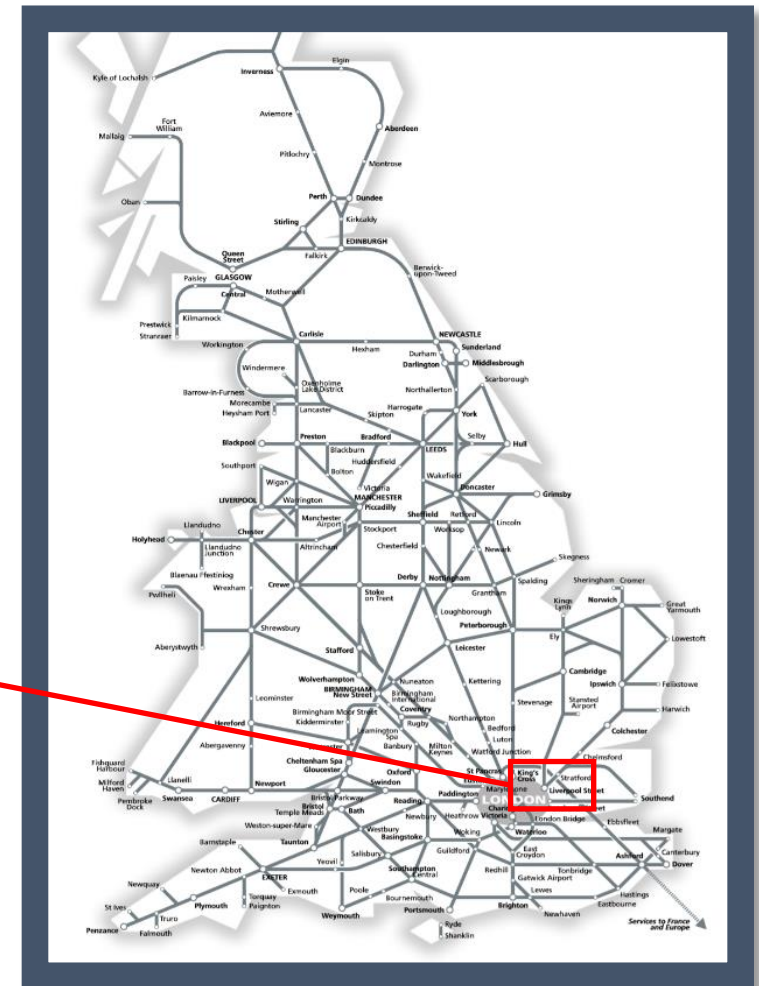 Elgin
Kyle of Lochalsh
Inverness
Aviemore
Fort
William
Mallaig
Aberdeen
Pitlochry
Montrose
Perth
Dundee
Oban
Stirling
Kirkcaldy
EDINBURGH
Queen
Street
Falkirk
GLASGOW
Central
Paisley
Motherwell
Berwick-
upon-Tweed
Prestwick
Kilmarnock
Stranraer
Carlisle
NEWCASTLE
Workington
Hexham
Sunderland
Durham
Darlington
Middlesbrough
Windermere
Oxenholme
Lake District
Scarborough
Barrow-in-Furness
Northallerton
Morecambe
Heysham Port
Lancaster
Harrogate
York
Skipton
Blackpool
Preston
Bradford
LEEDS
Selby
Hull
Blackburn
Huddersfield
Southport
Bolton
Wakefield
Wigan
Victoria
MANCHESTER
Piccadilly
Doncaster
Grimsby
LIVERPOOL
Warrington
Manchester
Airport
Stockport
Sheffield
Retford
Worksop
Lincoln
Llandudno
Holyhead
Chester
Llandudno
Junction
Altrincham
Chesterfield
Newark
Skegness
Blaenau Ffestiniog
Pwllheli
Wrexham
Crewe
Stoke
on Trent
Derby
Nottingham
Grantham
Spalding
Sheringham
Cromer
Kings
Lynn
Norwich
Great
Yarmouth
Loughborough
Peterborough
Ely
Lowestoft
Aberystwyth
Shrewsbury
Stafford
Leicester
Wolverhampton
BIRMINGHAM
New Street
Nuneaton
Birmingham
International
Kettering
Cambridge
Ipswich
Felixstowe
Leominster
Birmingham Moor Street
Kidderminster
Coventry
Rugby
Northampton
Stevenage
Stansted
Airport
Harwich
Hereford
Leamington
Spa
Bedford
Colchester
Abergavenny
Banbury
Milton
Keynes
Luton
Watford Junction
Chelmsford
Fishguard
Harbour
Cheltenham Spa
Gloucester
Oxford
St Pancras
King's
Cross
Stratford
Milford
Haven
Llanelli
Newport
Swindon
Marylebone
Liverpool Street
Pembroke
Dock
Swansea
CARDIFF
Bristol Parkway
Bristol
Temple Meads
Bath
Reading
Paddington
LONDON
Southend
Weston-super-Mare
Newbury
Heathrow
Victoria
London Bridge
Ebbsfleet
Barnstaple
Taunton
Westbury
Basingstoke
Woking
Waterloo
Margate
Yeovil
Salisbury
Guildford
East
Croydon
Canterbury
Newton Abbot
EXETER
Southampton
Central
Redhill
Gatwick Airport
Tonbridge
Ashford
Dover
Newquay
Exmouth
Poole
Bournemouth
Lewes
Hastings
Eastbourne
St Ives
Truro
Plymouth
Torquay
Paignton
Weymouth
Portsmouth
Brighton
Newhaven
Penzance
Falmouth
Ryde
Shanklin
Services to France
and Europe